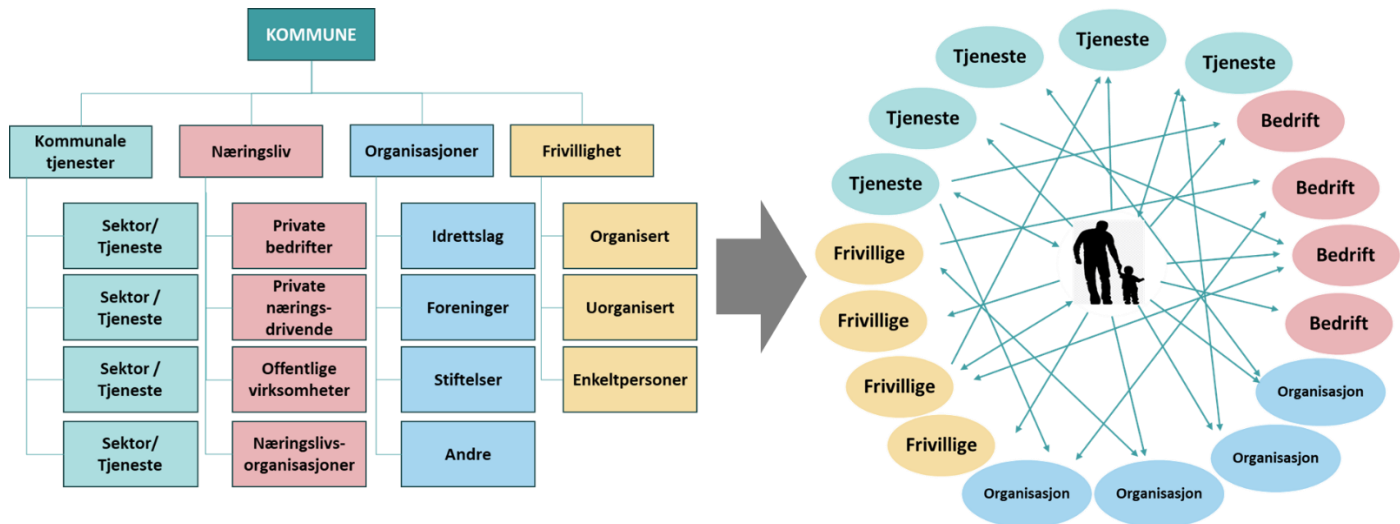 KOMMUNE
Kommunale
tjenester
Næringsliv
Organisasjoner
Frivillighet
Sektor/
Tjeneste
Sektor /
Tjeneste
Sektor /
Tjeneste
Sektor/
Tjeneste
Private
bedrifter
Private
nærings-
drivende
Offentlige
virksomheter
Næringslivs-
organisasjoner
Idrettslag
Foreninger
Stiftelser
Andre
Organisert
Uorganisert
Enkeltpersoner
Tjeneste
Tjeneste
Tjeneste
Tjeneste
Tjeneste
Bedrift
Bedrift
Bedrift
Bedrift
Organisasjon
Organisasjon
Organisasjon
Organisasjon
Frivillige
Frivillige
Frivillige
Frivillige